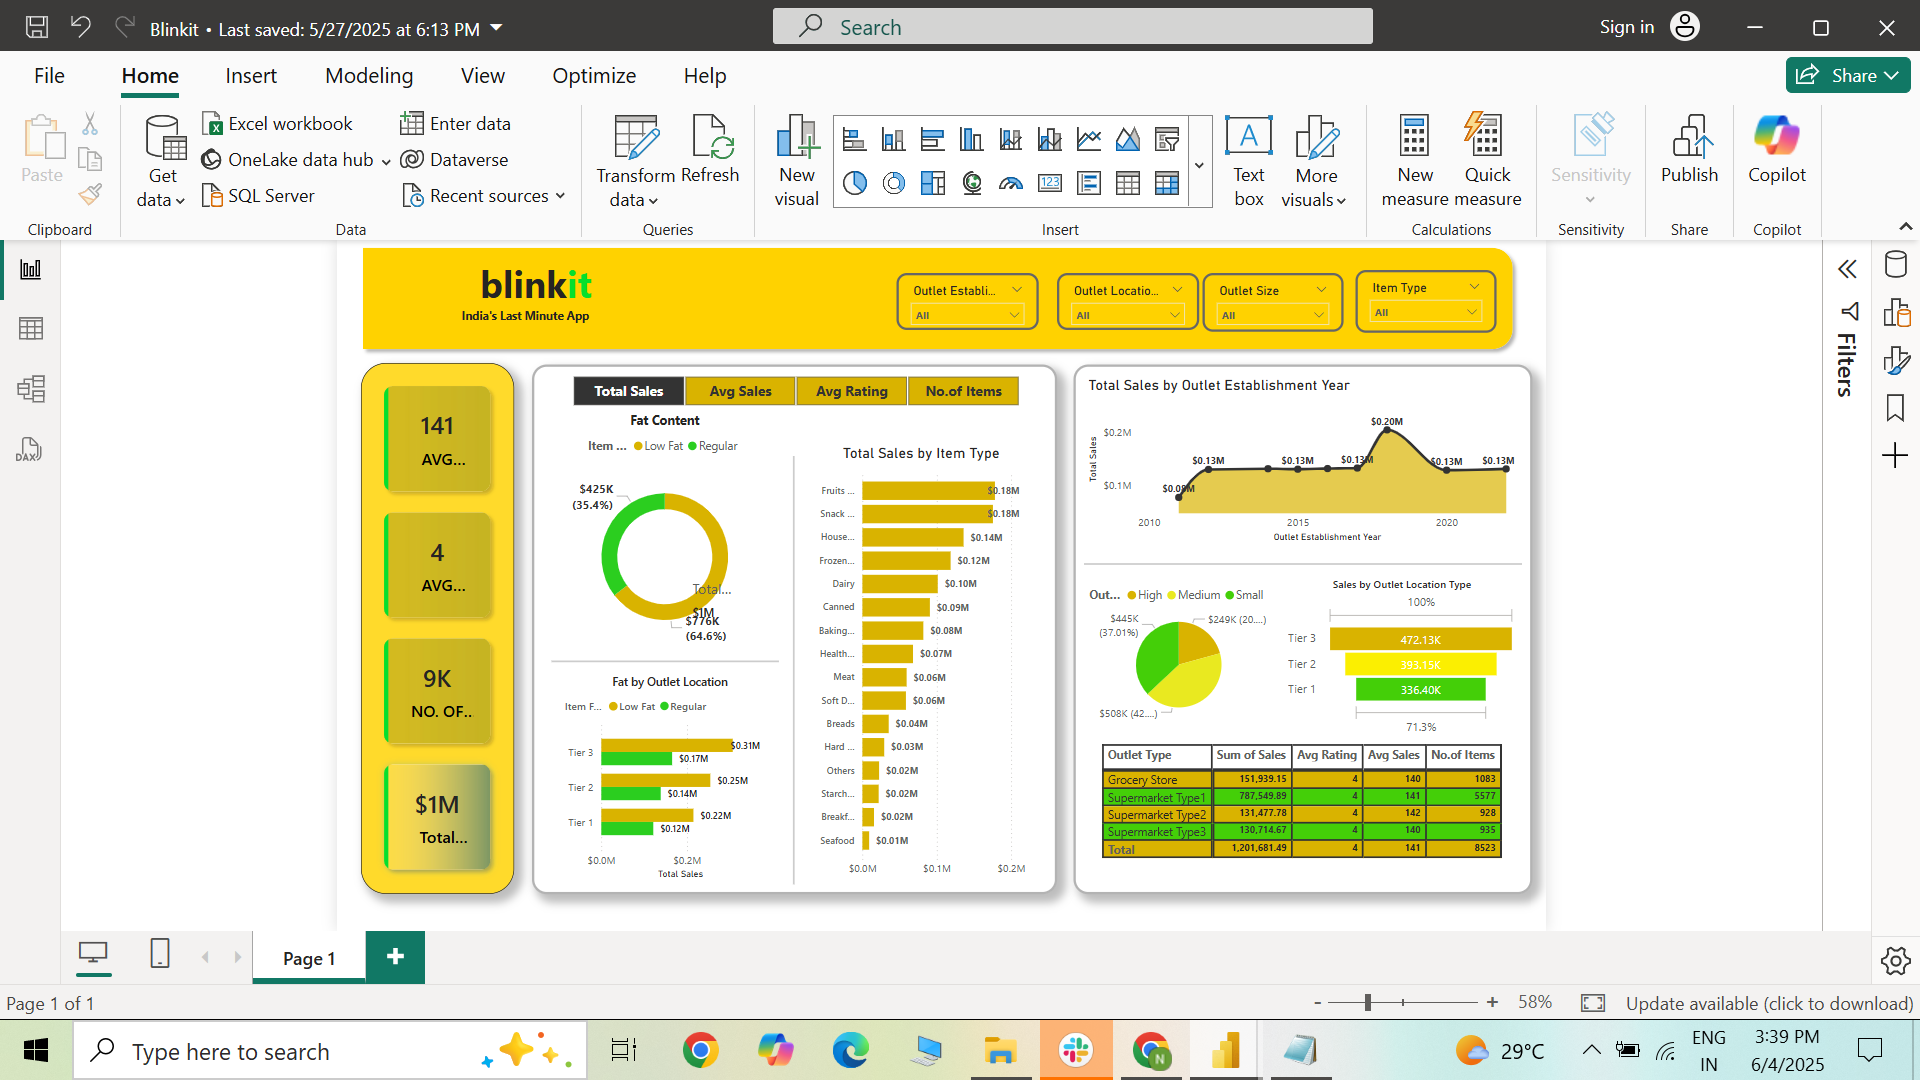 Blinkit • Last saved: 5/27/2025 at 6:13 PM
Search
Sign in
File Home Insert Modeling View Optimize Help
Share
Paste
Clipboard
Get data
Excel workbook
OneLake data hub
SQL Server
Enter data
Dataverse
Recent sources
Data
Transform data
Refresh
Queries
New visual
123
A
Text box
More visuals
Insert
New measure
Quick measure
Calculations
Sensitivity
Sensitivity
Publish
Share
Copilot
Copilot
DAX
Filters
blinkit
India's Last Minute App
Outlet Establi...
All
Outlet Locatio...
All
Outlet Size
All
Item Type
All
141
AVG...
4
AVG...
9K
NO. OF..
$1M
Total...
Total Sales Avg Sales Avg Rating No.of Items
Fat Content
Item ... Low Fat Regular
$425K
(35.4%)
Total...
$1M
$776K
(64.6%)
Fat by Outlet Location
Item F... Low Fat Regular
Tier 3 $0.31M
$0.17M
Tier 2 $0.25M
$0.14M
Tier 1 $0.22M
$0.12M
$0.0M $0.2M
Total Sales
Total Sales by Item Type
Fruits ... $0.18M
Snack ... $0.18M
House... $0.14M
Frozen... $0.12M
Dairy $0.10M
Canned $0.09M
Baking... $0.08M
Health... $0.07M
Meat $0.06M
Soft D... $0.06M
Breads $0.04M
Hard ... $0.03M
Others $0.02M
Starch... $0.02M
Breakf... $0.02M
Seafood $0.01M
$0.0M $0.1M $0.2M
Total Sales by Outlet Establishment Year
Total Sales
$0.2M
$0.1M
$0.08M
$0.13M
$0.13M
$0.13M
$0.20M
$0.13M
$0.13M
2010 2015 2020
Outlet Establishment Year
Out... High Medium Small
$445K
(37.01%)
$249K (20....)
$508K (42....)
Sales by Outlet Location Type
100%
Tier 3 472.13K
Tier 2 393.15K
Tier 1 336.40K
71.3%
Outlet Type Sum of Sales Avg Rating Avg Sales No.of Items
Grocery Store 151,939.15 4 140 1083
Supermarket Type1 787,549.89 4 141 5577
Supermarket Type2 131,477.78 4 142 928
Supermarket Type3 130,714.67 4 140 935
Total 1,201,681.49 4 141 8523
Page 1
+
Page 1 of 1
- + 58%
Update available (click to download)
Type here to search
N
29°C
ENG
IN
3:39 PM
6/4/2025